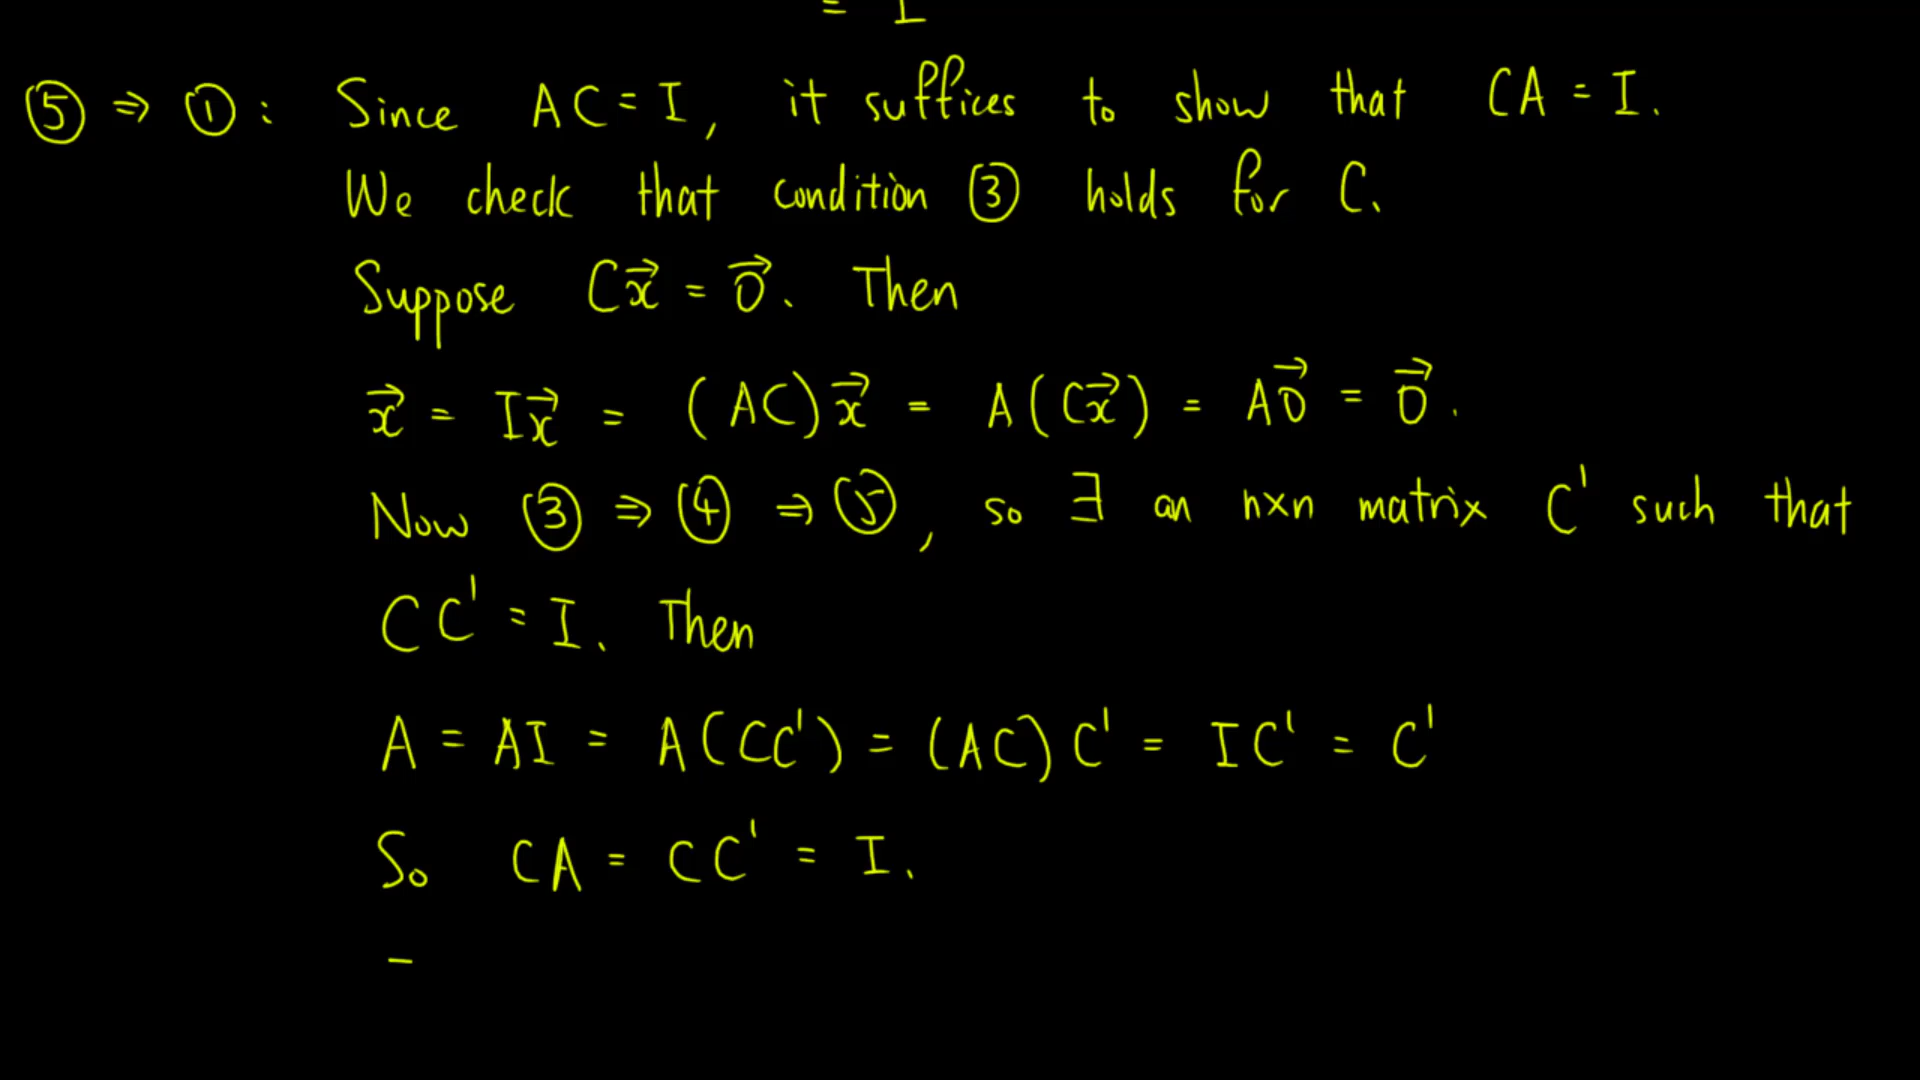 = I
⑤ ⇒ ①: Since AC = I, it suffices to show that CA = I.
We check that condition ③ holds for C.
Suppose Cx⃗ = 0⃗. Then
x⃗ = Ix⃗ = (AC)x⃗ = A(Cx⃗) = A0⃗ = 0⃗.
Now ③ ⇒ ④ ⇒ ⑤, so ∃ an n×n matrix C' such that
CC' = I. Then
A = AI = A(CC') = (AC)C' = IC' = C'
So CA = CC' = I.